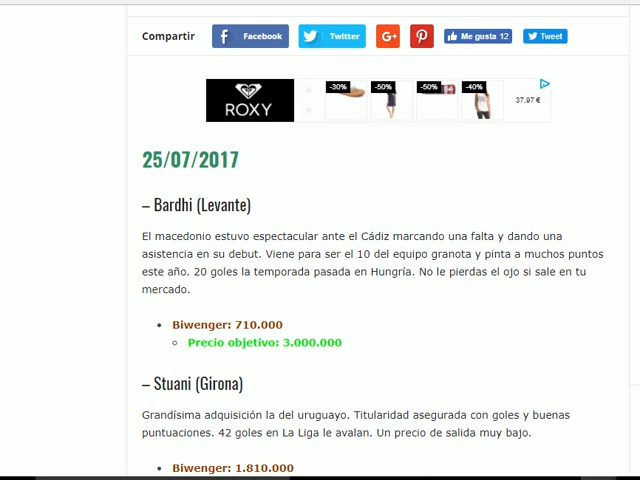 Compartir
Facebook
Twitter
G+
Me gusta 12
Tweet
ROXY
-30%
-50%
-50%
-40%
37,97 €
25/07/2017
– Bardhi (Levante)
El macedonio estuvo espectacular ante el Cádiz marcando una falta y dando una
asistencia en su debut. Viene para ser el 10 del equipo granota y pinta a muchos puntos
este año. 20 goles la temporada pasada en Hungría. No le pierdas el ojo si sale en tu
mercado.
• Biwenger: 710.000
○ Precio objetivo: 3.000.000
– Stuani (Girona)
Grandísima adquisición la del uruguayo. Titularidad asegurada con goles y buenas
puntuaciones. 42 goles en La Liga le avalan. Un precio de salida muy bajo.
• Biwenger: 1.810.000